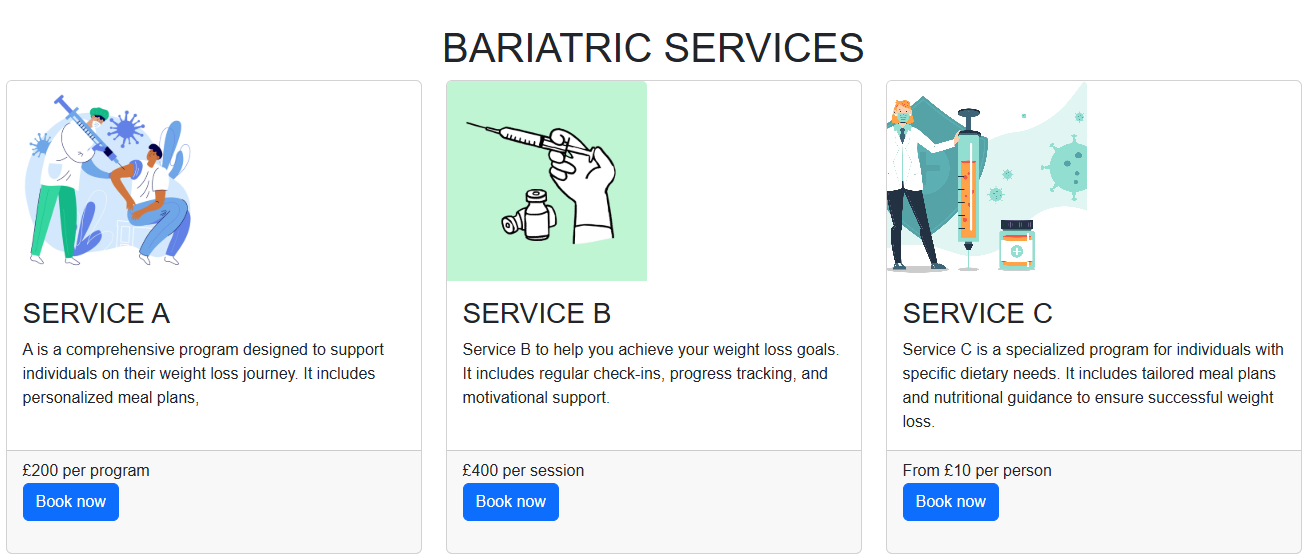 BARIATRIC SERVICES
SERVICE A
A is a comprehensive program designed to support
individuals on their weight loss journey. It includes
personalized meal plans,
£200 per program
Book now
SERVICE B
Service B to help you achieve your weight loss goals.
It includes regular check-ins, progress tracking, and
motivational support.
£400 per session
Book now
SERVICE C
Service C is a specialized program for individuals with
specific dietary needs. It includes tailored meal plans
and nutritional guidance to ensure successful weight
loss.
From £10 per person
Book now